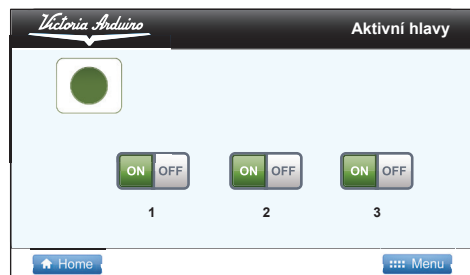 Victoria Arduino
Aktivní hlavy
ON OFF ON OFF ON OFF
1 2 3
Home Menu